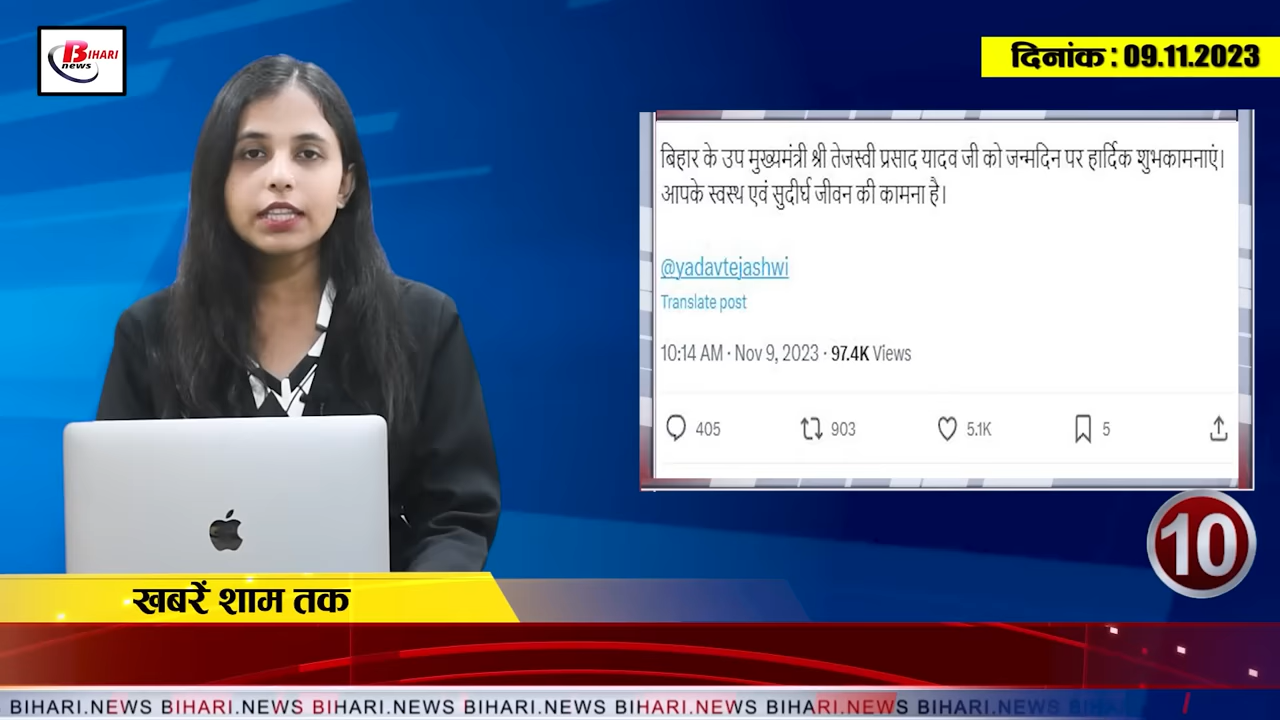 BIHARI
news
दिनांक : 09.11.2023
बिहार के उप मुख्यमंत्री श्री तेजस्वी प्रसाद यादव जी को जन्मदिन पर हार्दिक शुभकामनाएं।
आपके स्वस्थ एवं सुदीर्घ जीवन की कामना है।
@yadavtejashwi
Translate post
10:14 AM · Nov 9, 2023 · 97.4K Views
405 903 5.1K 5
10
खबरें शाम तक
BIHARI.NEWS BIHARI.NEWS BIHARI.NEWS BIHARI.NEWS BIHARI.NEWS BIHARI.NEWS BIHARI.NEWS